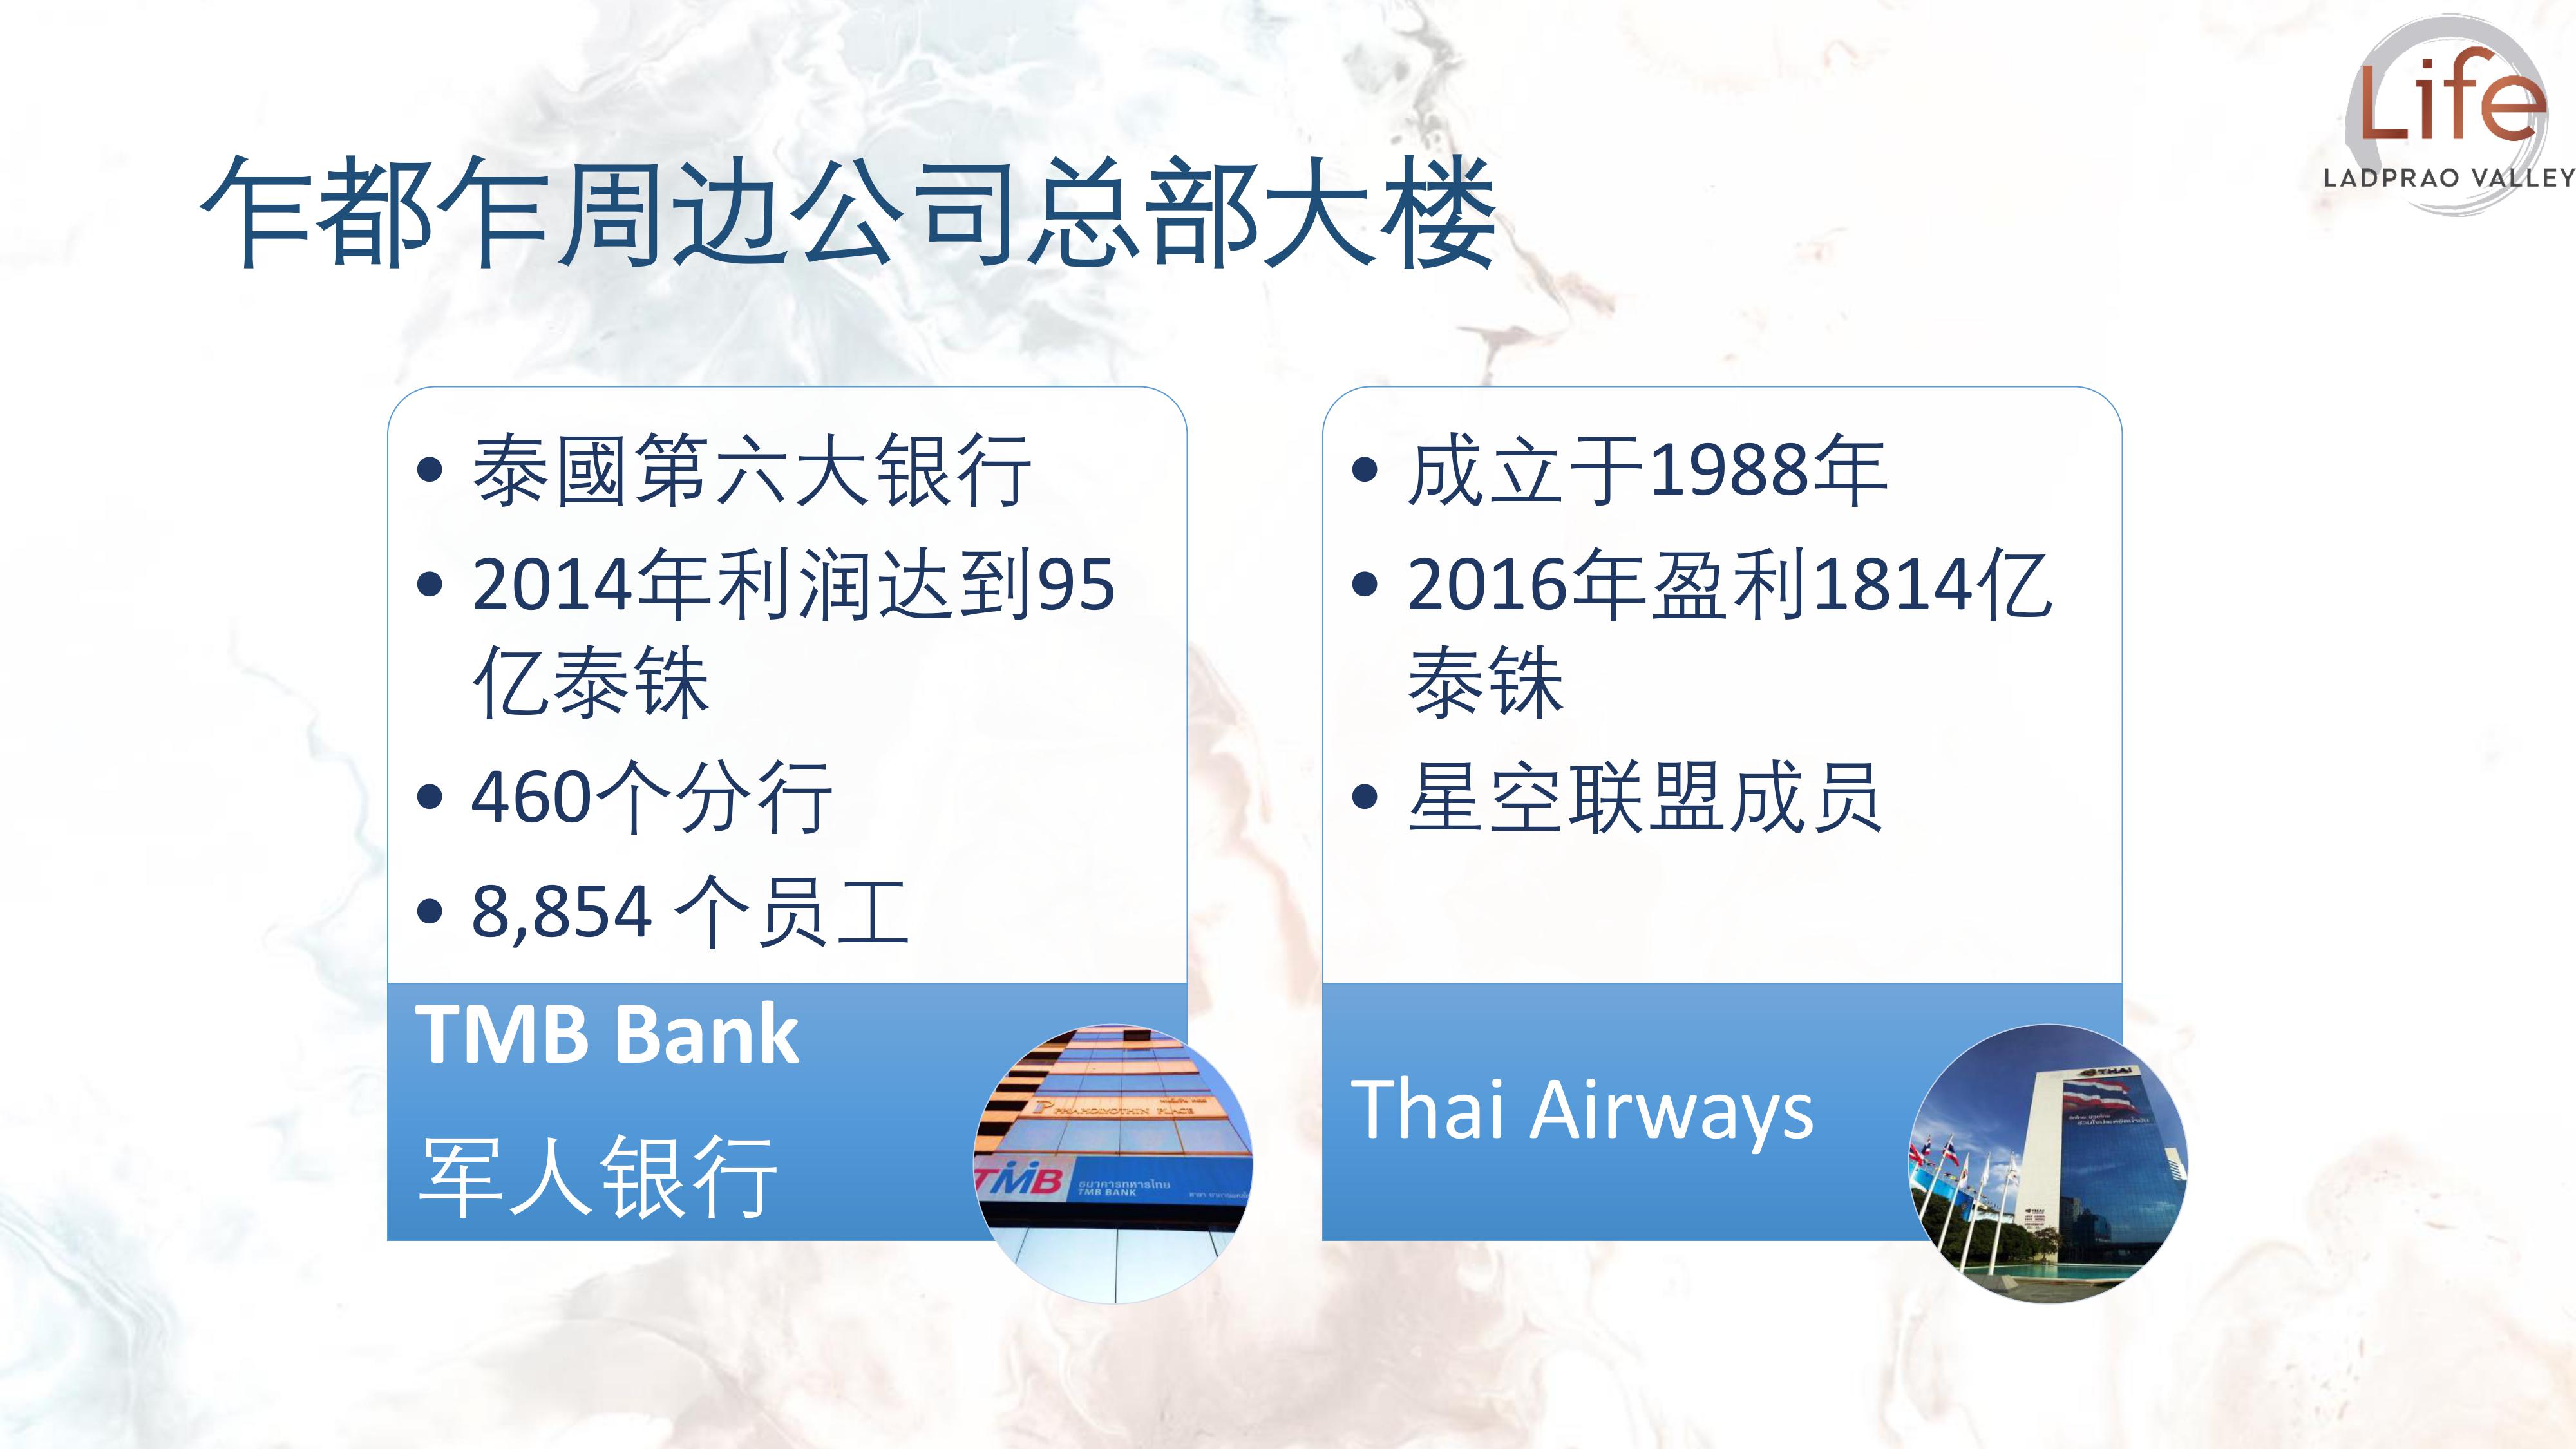 Life
LADPRAO VALLEY
乍都乍周边公司总部大楼
• 泰國第六大银行
• 2014年利润达到95
亿泰铢
• 460个分行
• 8,854 个员工
TMB Bank
军人银行
PHAHOLYOTHIN PLACE
TMB
ธนาคารทหารไทย
TMB BANK
• 成立于1988年
• 2016年盈利1814亿
泰铢
• 星空联盟成员
Thai Airways
THAI